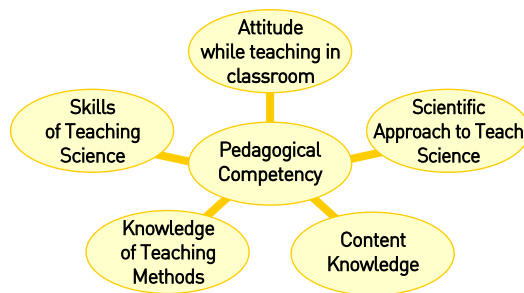 Attitude
while teaching in
classroom
Skills
of Teaching
Science
Scientific
Approach to Teach
Science
Pedagogical
Competency
Knowledge
of Teaching
Methods
Content
Knowledge